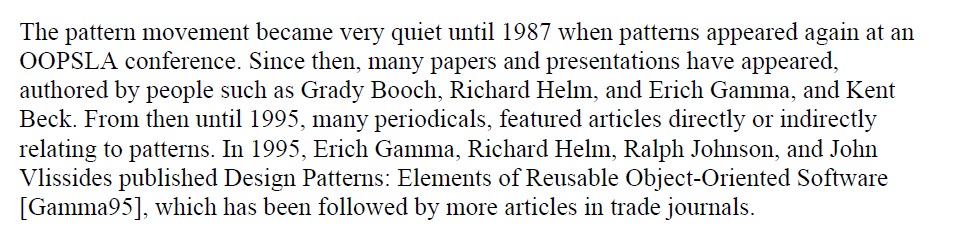 The pattern movement became very quiet until 1987 when patterns appeared again at an
OOPSLA conference. Since then, many papers and presentations have appeared,
authored by people such as Grady Booch, Richard Helm, and Erich Gamma, and Kent
Beck. From then until 1995, many periodicals, featured articles directly or indirectly
relating to patterns. In 1995, Erich Gamma, Richard Helm, Ralph Johnson, and John
Vlissides published Design Patterns: Elements of Reusable Object-Oriented Software
[Gamma95], which has been followed by more articles in trade journals.